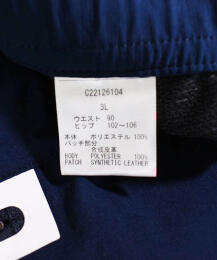 C22126104
3L
ウエスト 90
ヒップ 102～106
本体 ポリエステル 100%
パッチ部分
合成皮革
BODY POLYESTER 100%
PATCH SYNTHETIC LEATHER